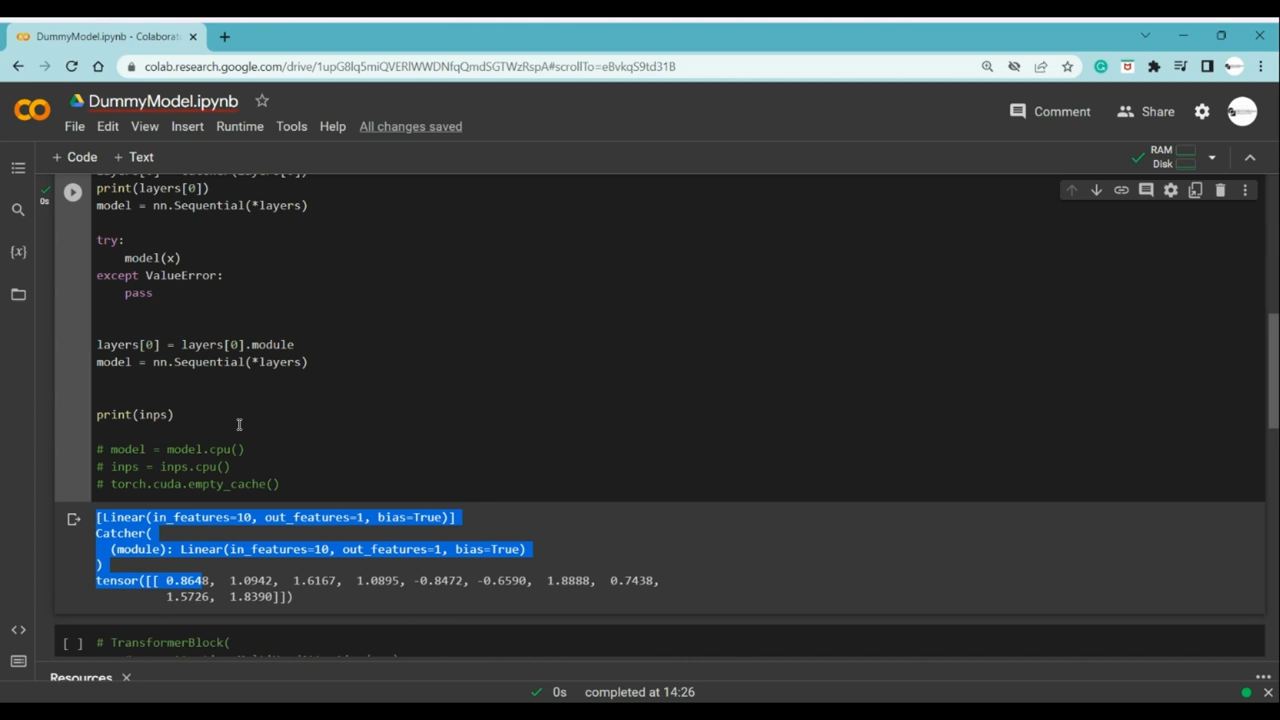 DummyModel.ipynb - Colaborat
colab.research.google.com/drive/1upG8lq5miQVERlWWDNfqQmdSGTWzRspA#scrollTo=eBvkqS9td31B
DummyModel.ipynb
File Edit View Insert Runtime Tools Help All changes saved
Comment Share
+ Code + Text
RAM
Disk
print(layers[0])
0s
model = nn.Sequential(*layers)
try:
model(x)
except ValueError:
pass
layers[0] = layers[0].module
model = nn.Sequential(*layers)
print(inps)
# model = model.cpu()
# inps = inps.cpu()
# torch.cuda.empty_cache()
[Linear(in_features=10, out_features=1, bias=True)]
Catcher(
(module): Linear(in_features=10, out_features=1, bias=True)
)
tensor([[ 0.8648, 1.0942, 1.6167, 1.0895, -0.8472, -0.6590, 1.8888, 0.7438,
1.5726, 1.8390]])
[ ] # TransformerBlock(
Resources
0s completed at 14:26